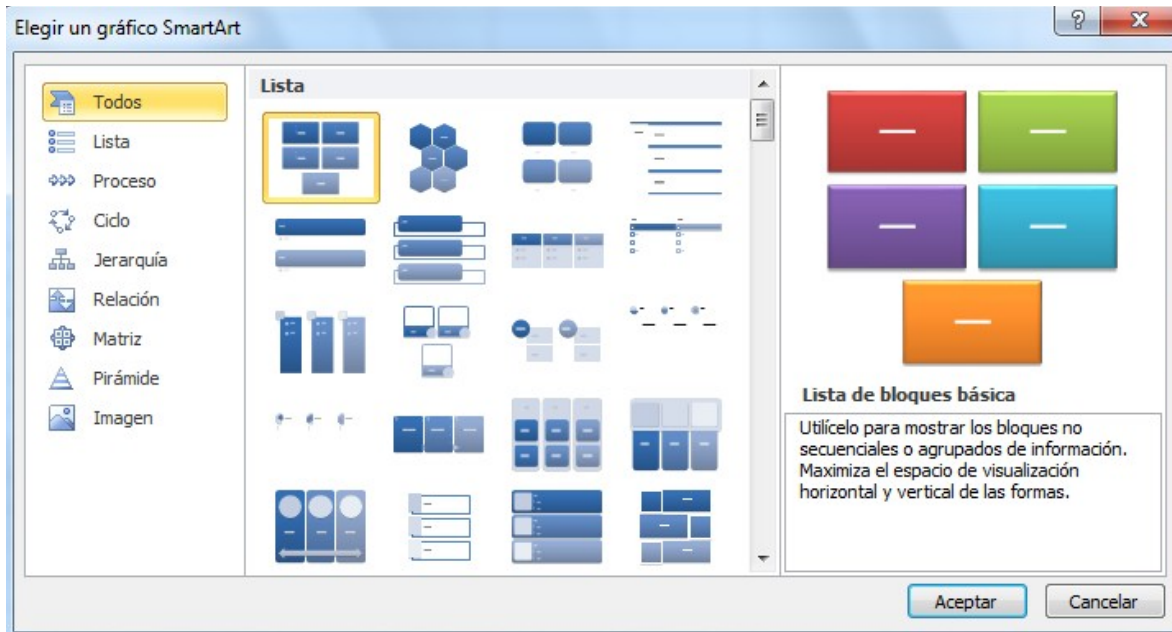 Elegir un gráfico SmartArt
Todos
Lista
Proceso
Ciclo
Jerarquía
Relación
Matriz
Pirámide
Imagen
Lista
Lista de bloques básica
Utilícelo para mostrar los bloques no
secuenciales o agrupados de información.
Maximiza el espacio de visualización
horizontal y vertical de las formas.
Aceptar
Cancelar